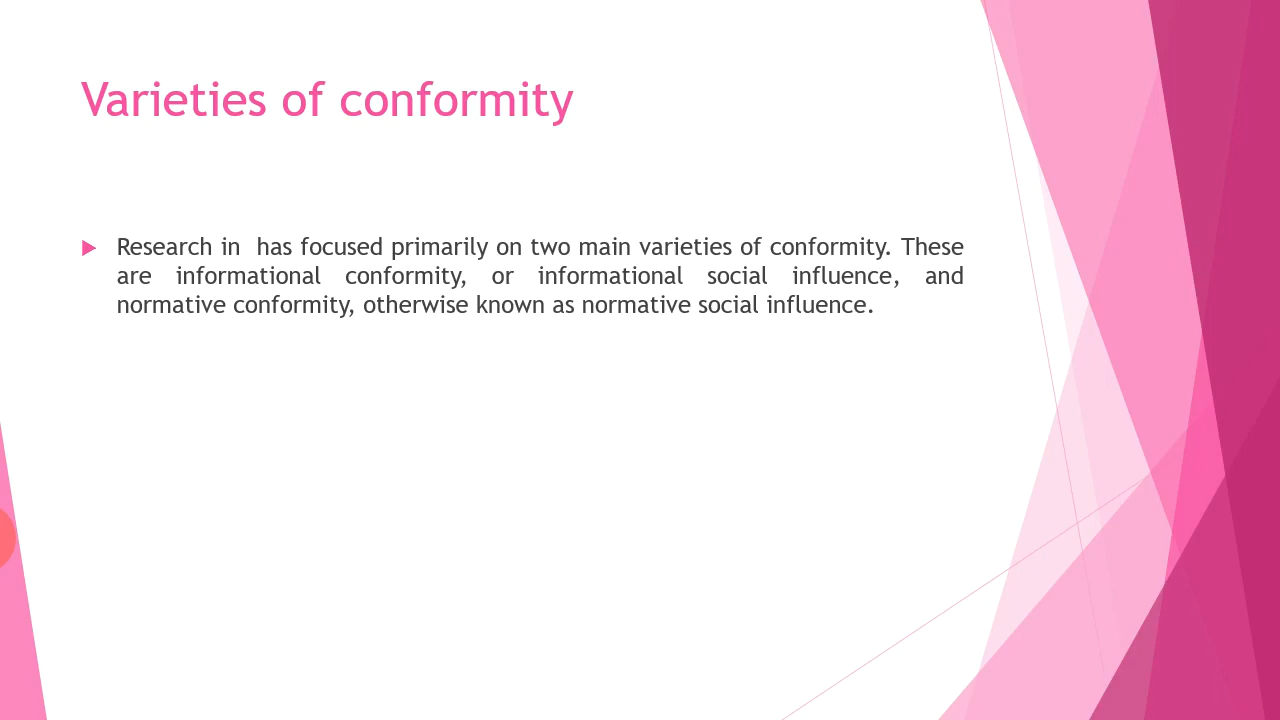 Varieties of conformity
Research in  has focused primarily on two main varieties of conformity. These
are informational conformity, or informational social influence, and
normative conformity, otherwise known as normative social influence.